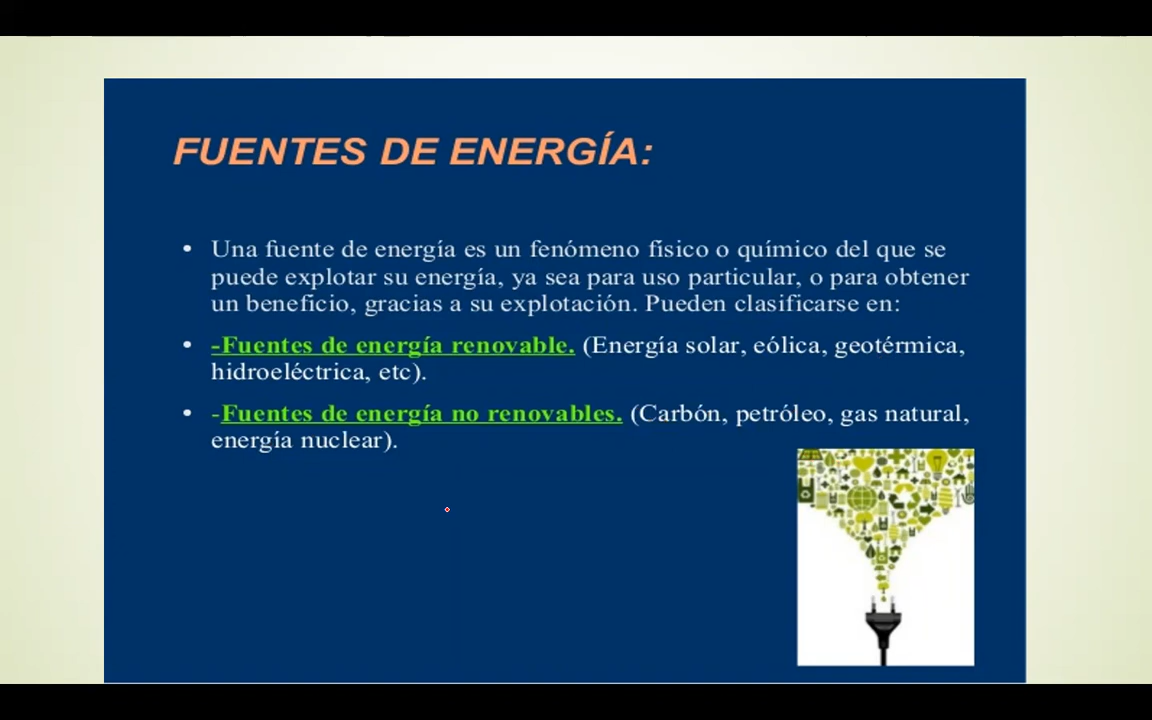 FUENTES DE ENERGÍA:
• Una fuente de energía es un fenómeno físico o químico del que se
puede explotar su energía, ya sea para uso particular, o para obtener
un beneficio, gracias a su explotación. Pueden clasificarse en:
• -Fuentes de energía renovable. (Energía solar, eólica, geotérmica,
hidroeléctrica, etc).
• -Fuentes de energía no renovables. (Carbón, petróleo, gas natural,
energía nuclear).